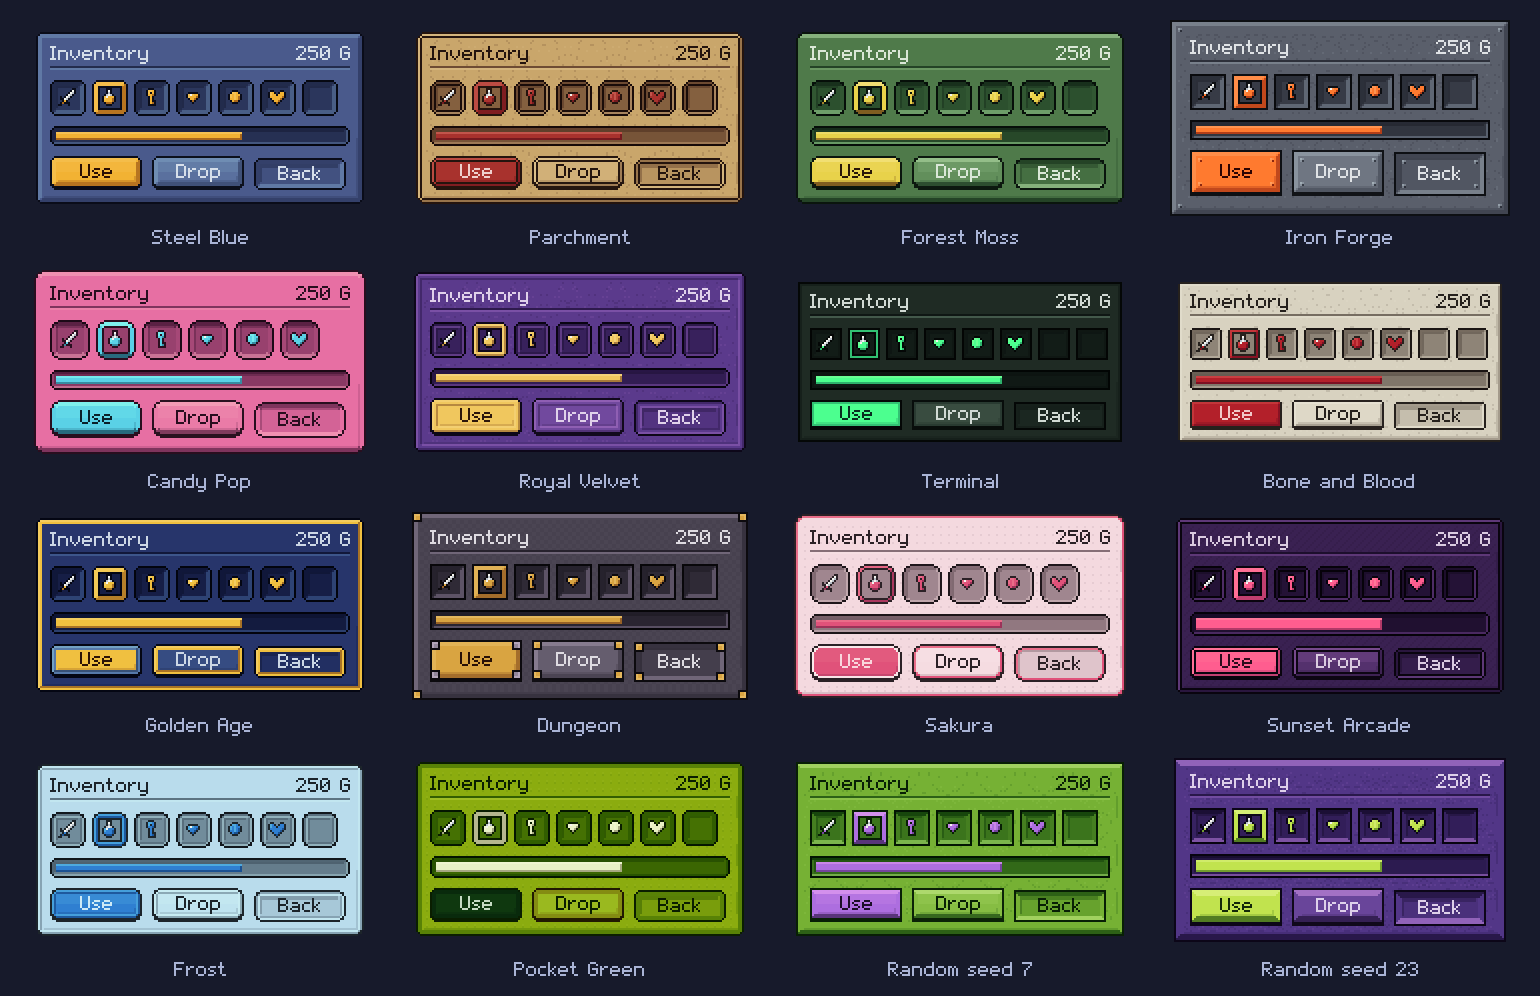 Inventory 250 G
Use Drop Back
Steel Blue
Inventory 250 G
Use Drop Back
Parchment
Inventory 250 G
Use Drop Back
Forest Moss
Inventory 250 G
Use Drop Back
Iron Forge
Inventory 250 G
Use Drop Back
Candy Pop
Inventory 250 G
Use Drop Back
Royal Velvet
Inventory 250 G
Use Drop Back
Terminal
Inventory 250 G
Use Drop Back
Bone and Blood
Inventory 250 G
Use Drop Back
Golden Age
Inventory 250 G
Use Drop Back
Dungeon
Inventory 250 G
Use Drop Back
Sakura
Inventory 250 G
Use Drop Back
Sunset Arcade
Inventory 250 G
Use Drop Back
Frost
Inventory 250 G
Use Drop Back
Pocket Green
Inventory 250 G
Use Drop Back
Random seed 7
Inventory 250 G
Use Drop Back
Random seed 23